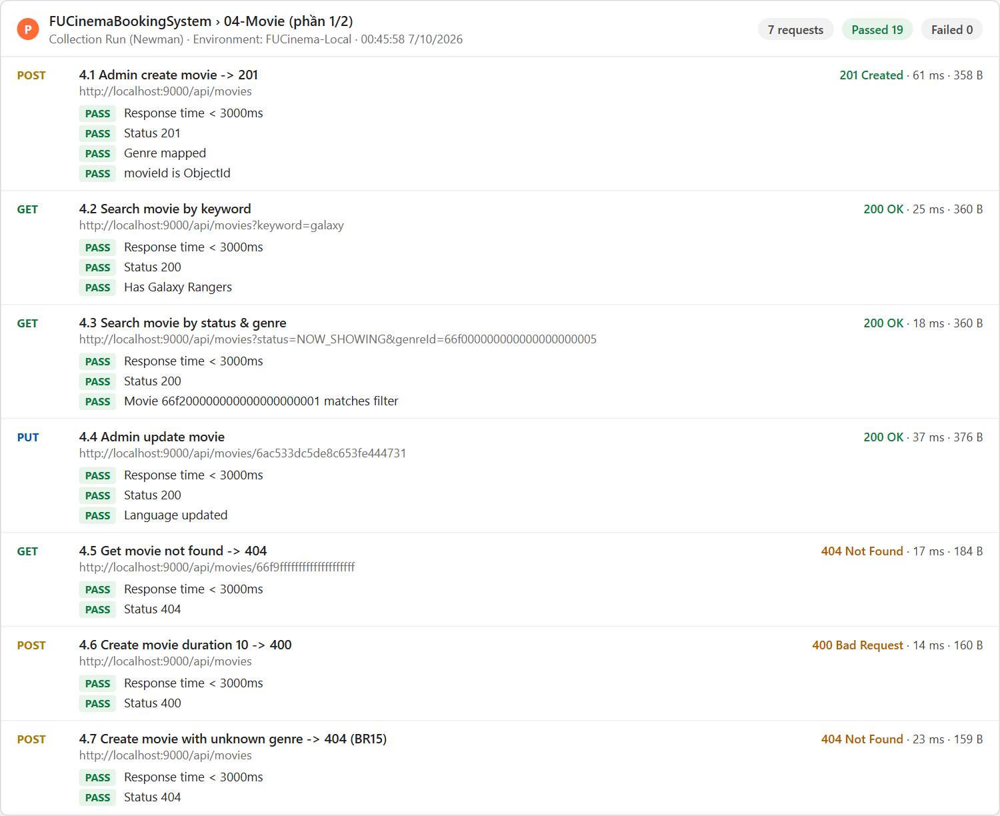 P
FUCinemaBookingSystem › 04-Movie (phần 1/2)
Collection Run (Newman) · Environment: FUCinema-Local · 00:45:58 7/10/2026
7 requests
Passed 19
Failed 0
POST
4.1 Admin create movie -> 201
201 Created · 61 ms · 358 B
http://localhost:9000/api/movies
PASS Response time < 3000ms
PASS Status 201
PASS Genre mapped
PASS movieId is ObjectId
GET
4.2 Search movie by keyword
200 OK · 25 ms · 360 B
http://localhost:9000/api/movies?keyword=galaxy
PASS Response time < 3000ms
PASS Status 200
PASS Has Galaxy Rangers
GET
4.3 Search movie by status & genre
200 OK · 18 ms · 360 B
http://localhost:9000/api/movies?status=NOW_SHOWING&genreId=66f000000000000000000005
PASS Response time < 3000ms
PASS Status 200
PASS Movie 66f200000000000000000001 matches filter
PUT
4.4 Admin update movie
200 OK · 37 ms · 376 B
http://localhost:9000/api/movies/6ac533dc5de8c653fe444731
PASS Response time < 3000ms
PASS Status 200
PASS Language updated
GET
4.5 Get movie not found -> 404
404 Not Found · 17 ms · 184 B
http://localhost:9000/api/movies/66f9ffffffffffffffffffff
PASS Response time < 3000ms
PASS Status 404
POST
4.6 Create movie duration 10 -> 400
400 Bad Request · 14 ms · 160 B
http://localhost:9000/api/movies
PASS Response time < 3000ms
PASS Status 400
POST
4.7 Create movie with unknown genre -> 404 (BR15)
404 Not Found · 23 ms · 159 B
http://localhost:9000/api/movies
PASS Response time < 3000ms
PASS Status 404